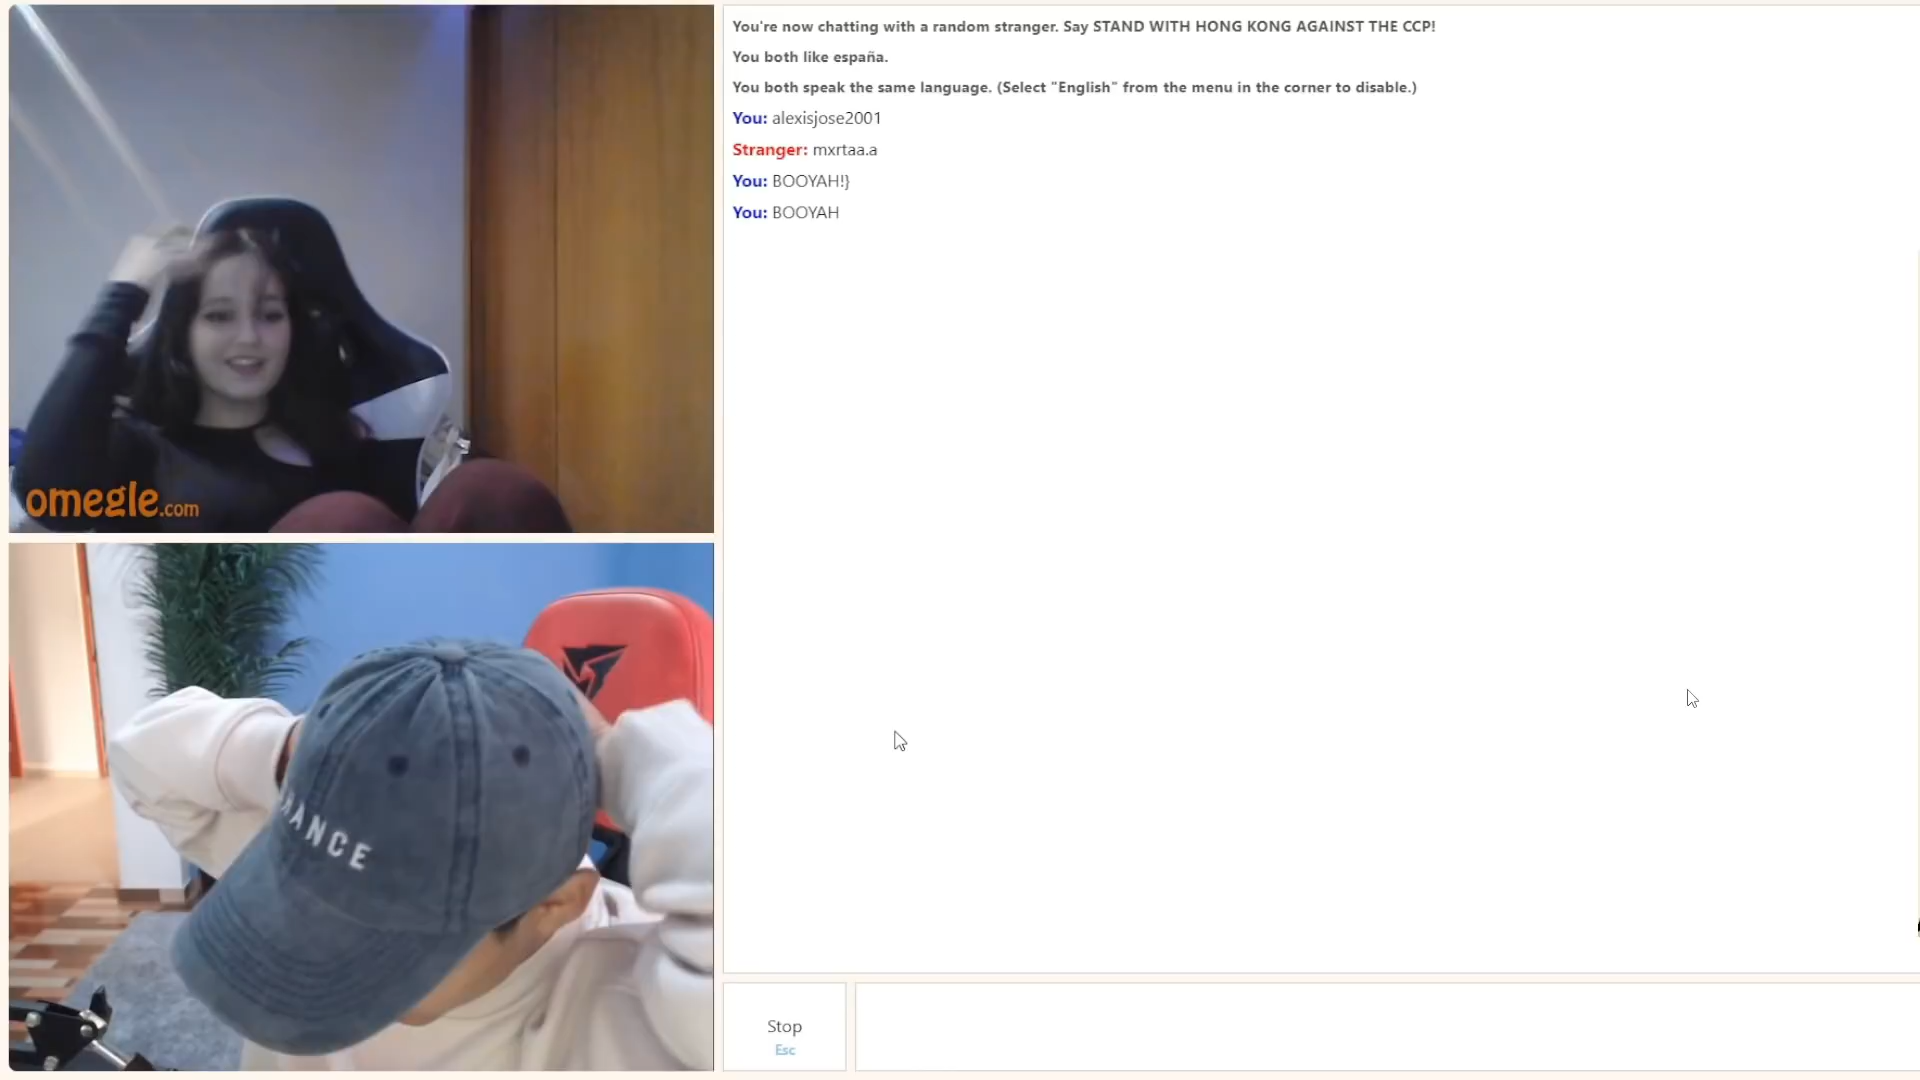 You're now chatting with a random stranger. Say STAND WITH HONG KONG AGAINST THE CCP!
You both like españa.
You both speak the same language. (Select "English" from the menu in the corner to disable.)
You: alexisjose2001
Stranger: mxrtaa.a
You: BOOYAH!}
You: BOOYAH
omegle.com
ANCE
Stop
Esc